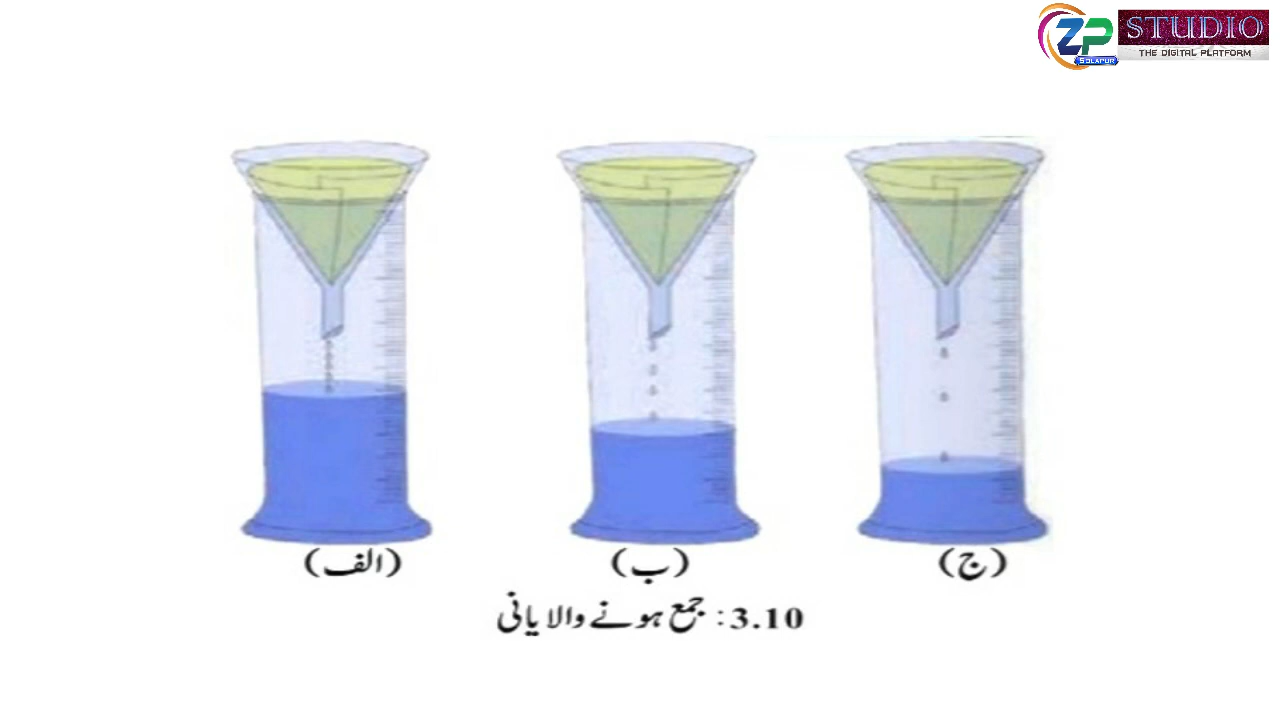 ZP STUDIO
SOLAPUR THE DIGITAL PLATFORM
(الف) (ب) (ج)
3.10: جمع ہونے والا پانی